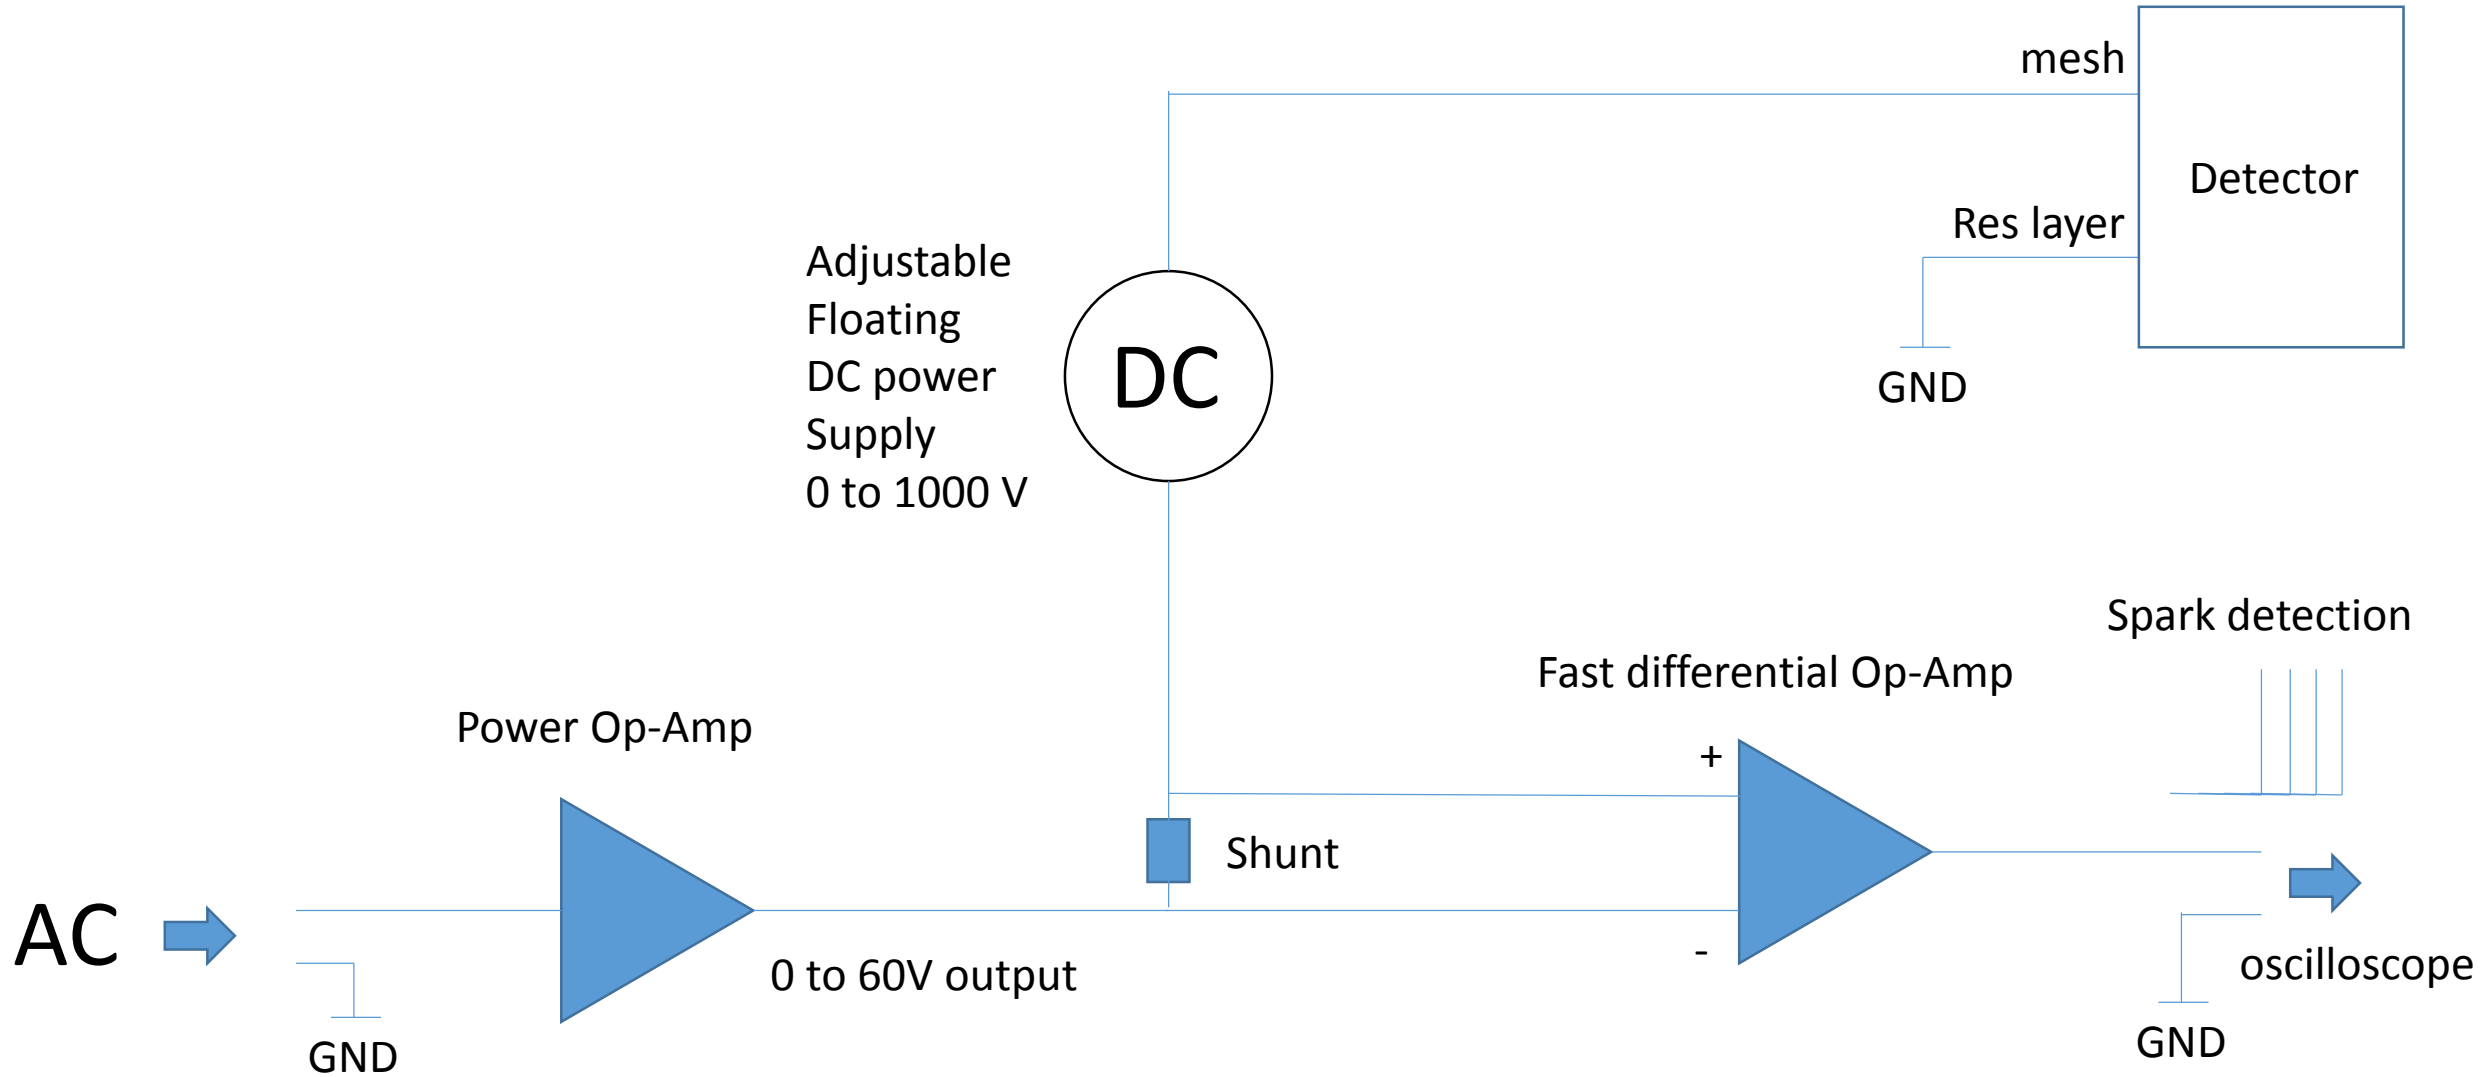 mesh
Detector
Res layer
GND
Adjustable
Floating
DC power
Supply
0 to 1000 V
DC
Spark detection
Fast differential Op-Amp
Power Op-Amp
+
Shunt
AC
-
0 to 60V output
oscilloscope
GND
GND